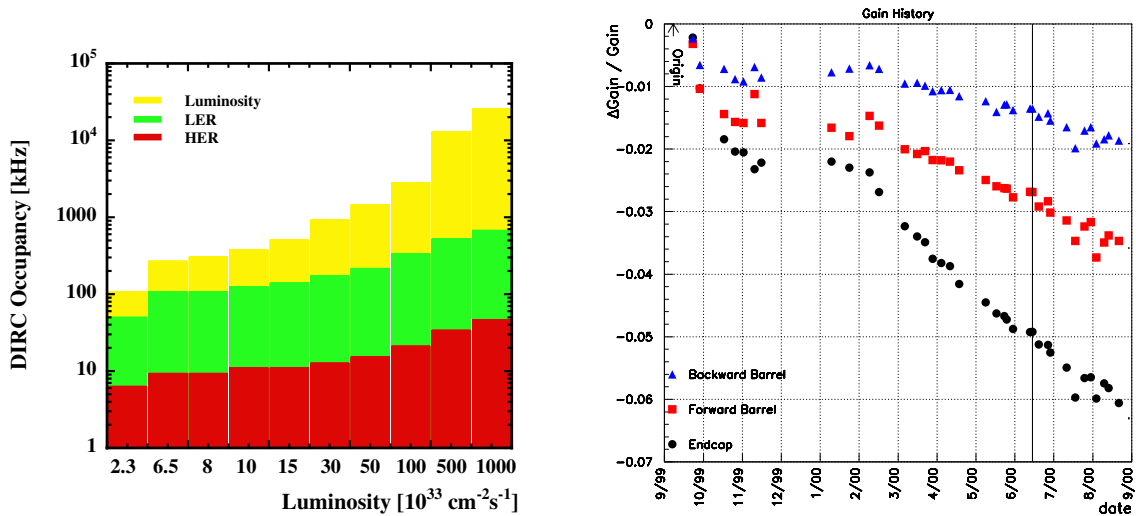 10^5
10^4
1000
100
10
1
DIRC Occupancy [kHz]
Luminosity
LER
HER
2.3 6.5 8 10 15 30 50 100 500 1000
Luminosity [10^33 cm^-2s^-1]
Gain History
0
-0.01
-0.02
-0.03
-0.04
-0.05
-0.06
-0.07
ΔGain / Gain
Origin
Backward Barrel
Forward Barrel
Endcap
9/99 10/99 11/99 12/99 1/00 2/00 3/00 4/00 5/00 6/00 7/00 8/00 9/00
date